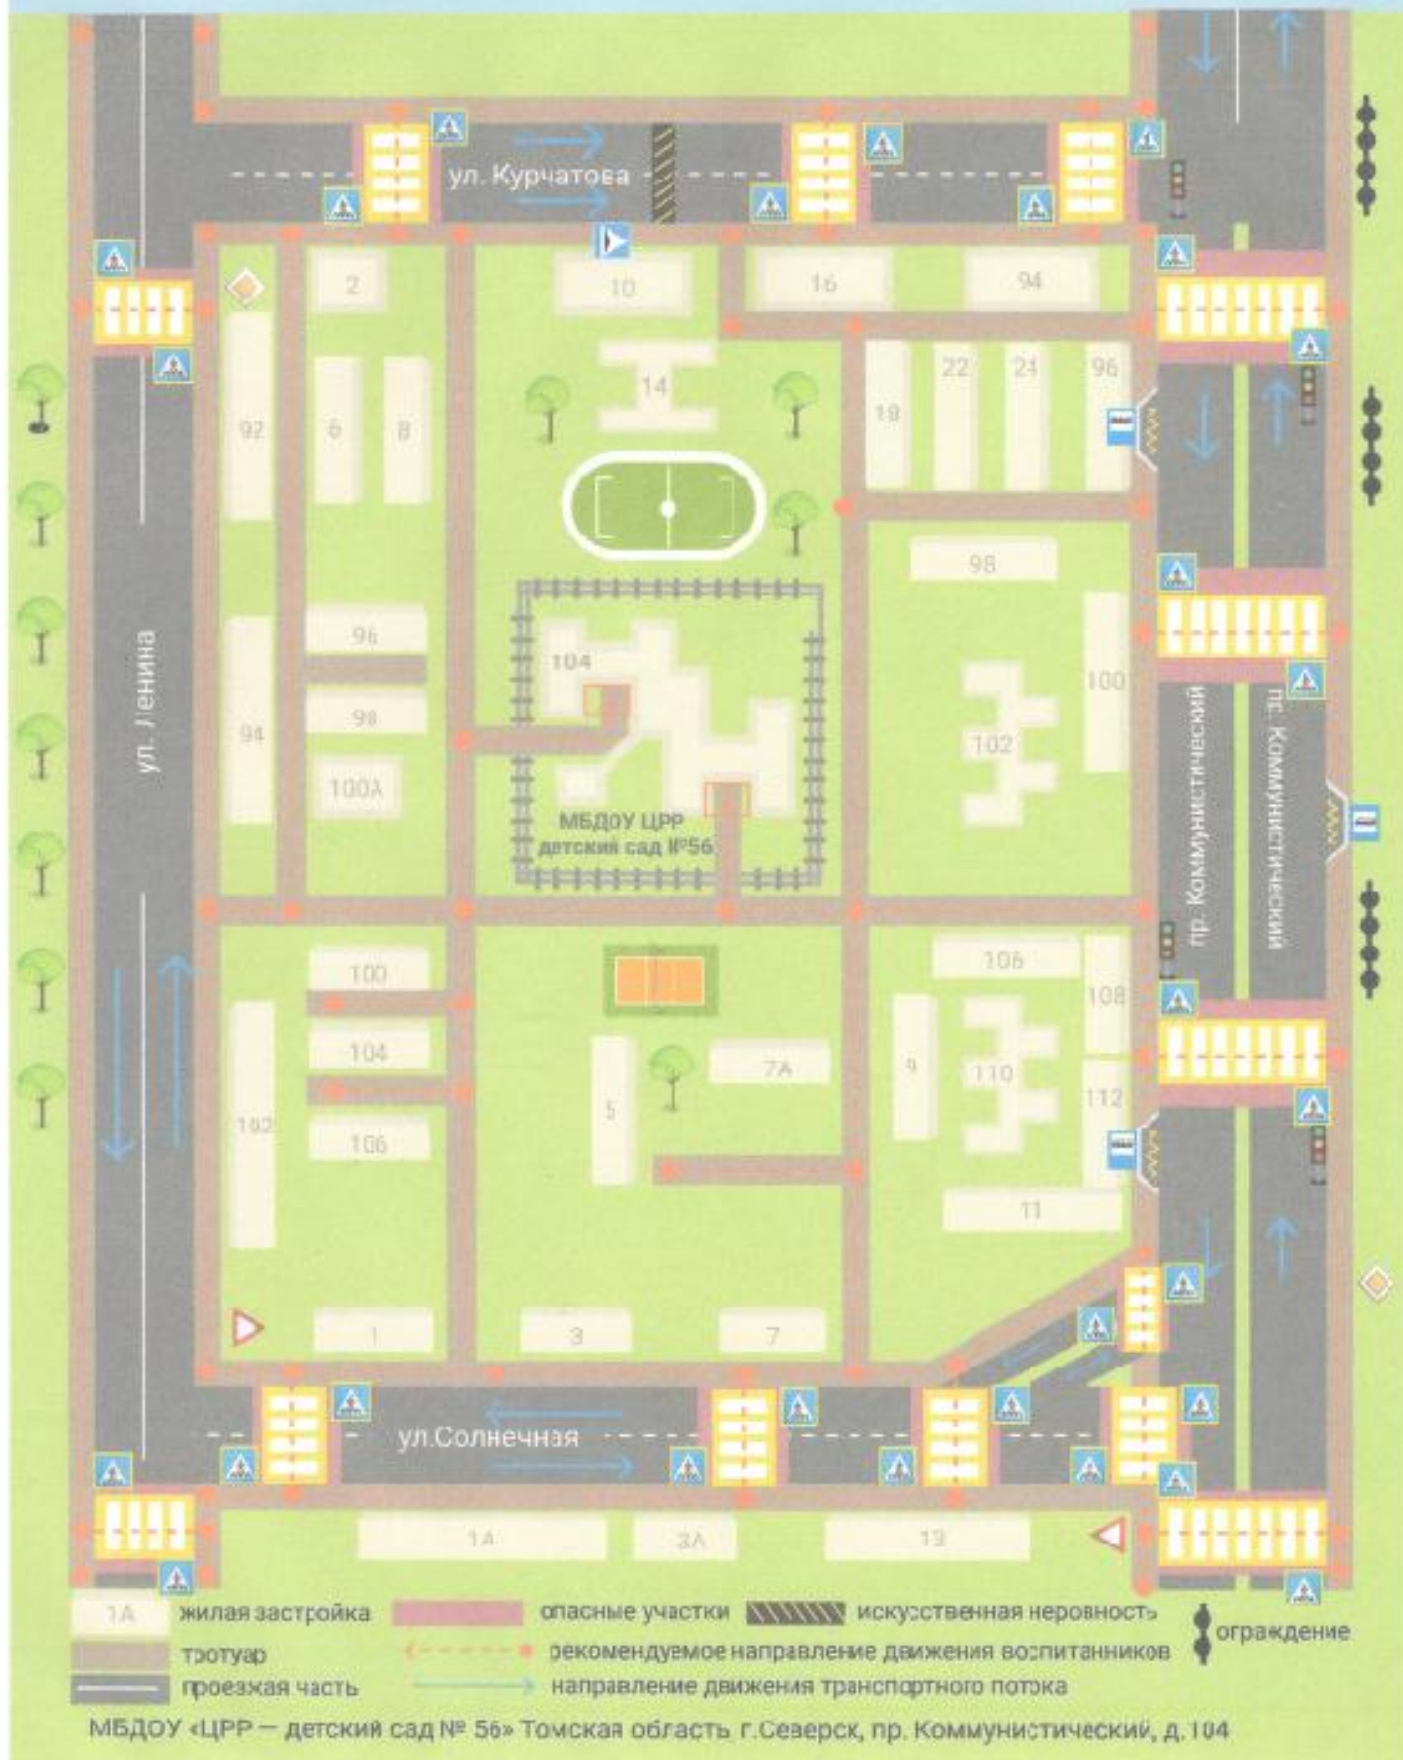 ул. Курчатова
2
10
16
94
14
22
96
92
6
8
98
96
104
100
ул. Ленина
94
98
102
пр. Коммунистический
пс. Коммунистический
100А
МБДОУ ЦРР
детский сад №56
100
106
108
104
7А
9
110
5
112
102
106
11
1
3
7
ул.Солнечная
1А
3А
13
1А жилая застройка
опасные участки
искусственная неровность
ограждение
тротуар
рекомендуемое направление движения воспитанников
проезжая часть
направление движения транспортного потока
МБДОУ «ЦРР — детский сад № 56» Томская область г.Северск, пр. Коммунистический, д.104